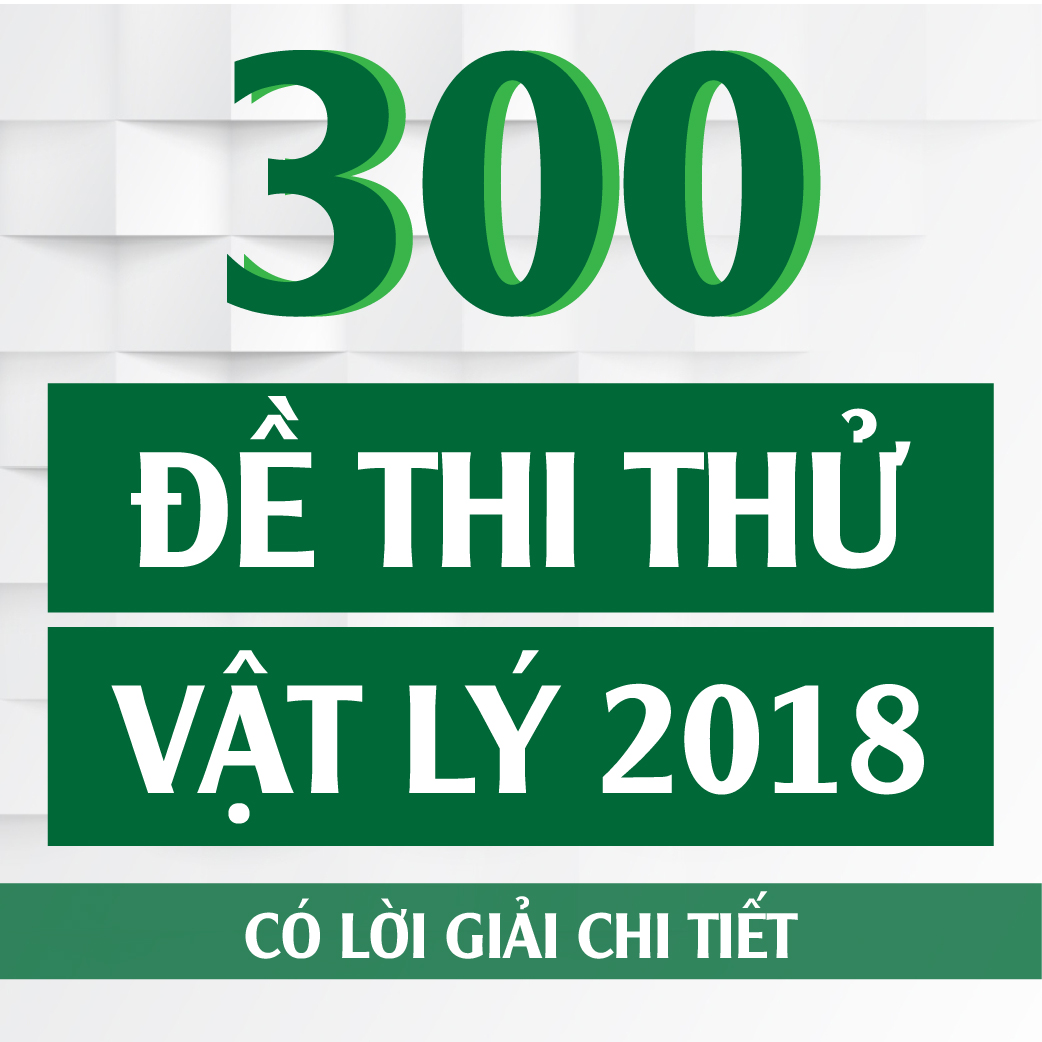 300
ĐỀ THI THỬ
VẬT LÝ 2018
CÓ LỜI GIẢI CHI TIẾT